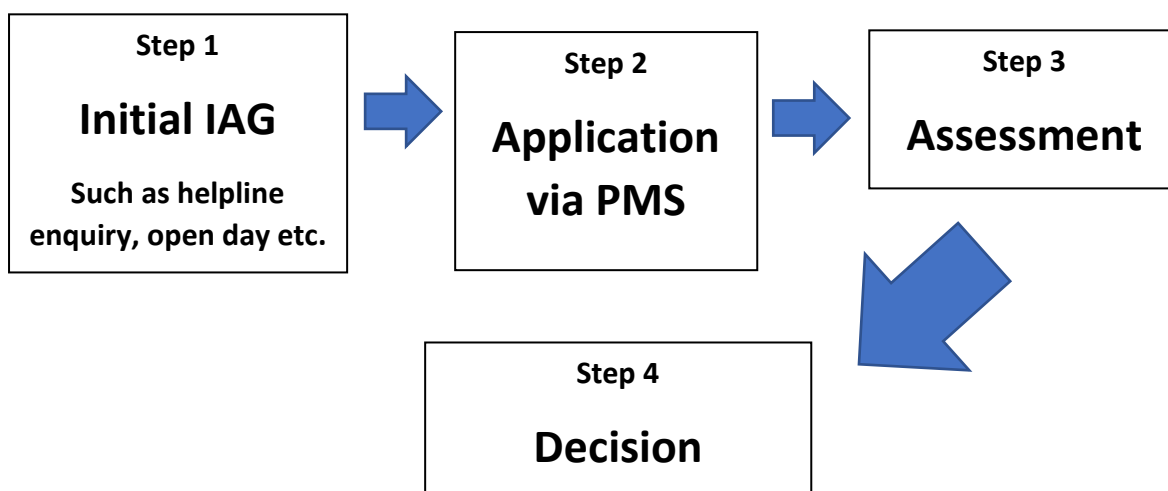 Step 1
Initial IAG
Such as helpline
enquiry, open day etc.
Step 2
Application
via PMS
Step 3
Assessment
Step 4
Decision